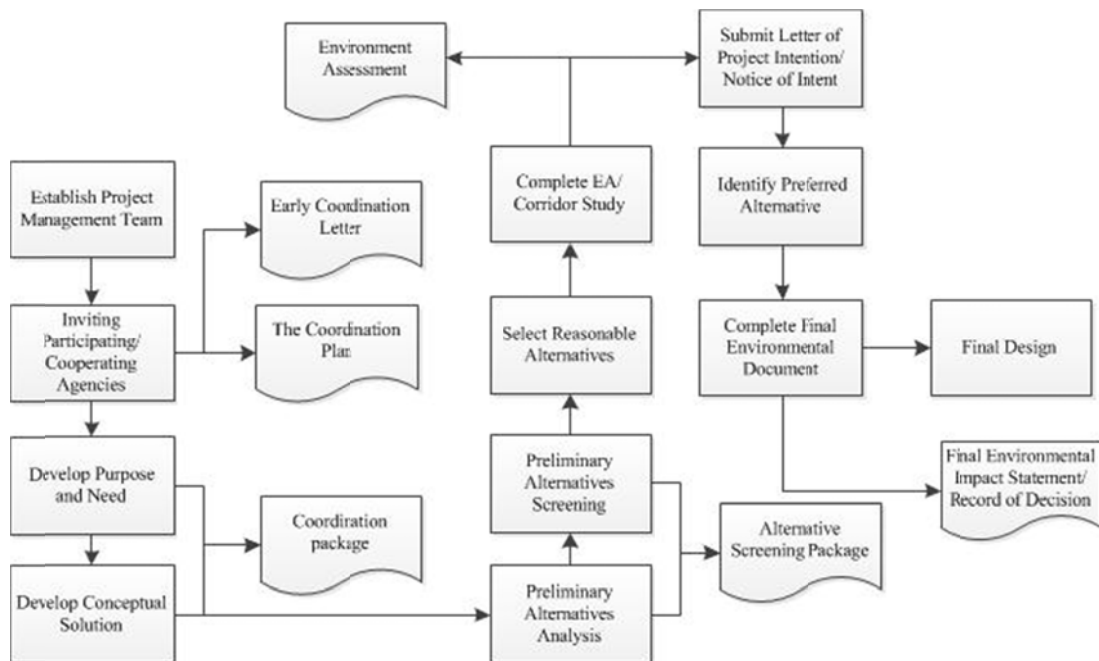 Environment
Assessment
Submit Letter of
Project Intention/
Notice of Intent
Establish Project
Management Team
Early Coordination
Letter
Complete EA/
Corridor Study
Identify Preferred
Alternative
Inviting
Participating/
Cooperating
Agencies
The Coordination
Plan
Select Reasonable
Alternatives
Complete Final
Environmental
Document
Final Design
Develop Purpose
and Need
Coordiration
package
Preliminary
Alternatives
Screening
Final Environmental
Impact Statement/
Record of Decision
Alternative
Screening Package
Develop Conceptual
Solution
Preliminary
Alternatives
Analysis